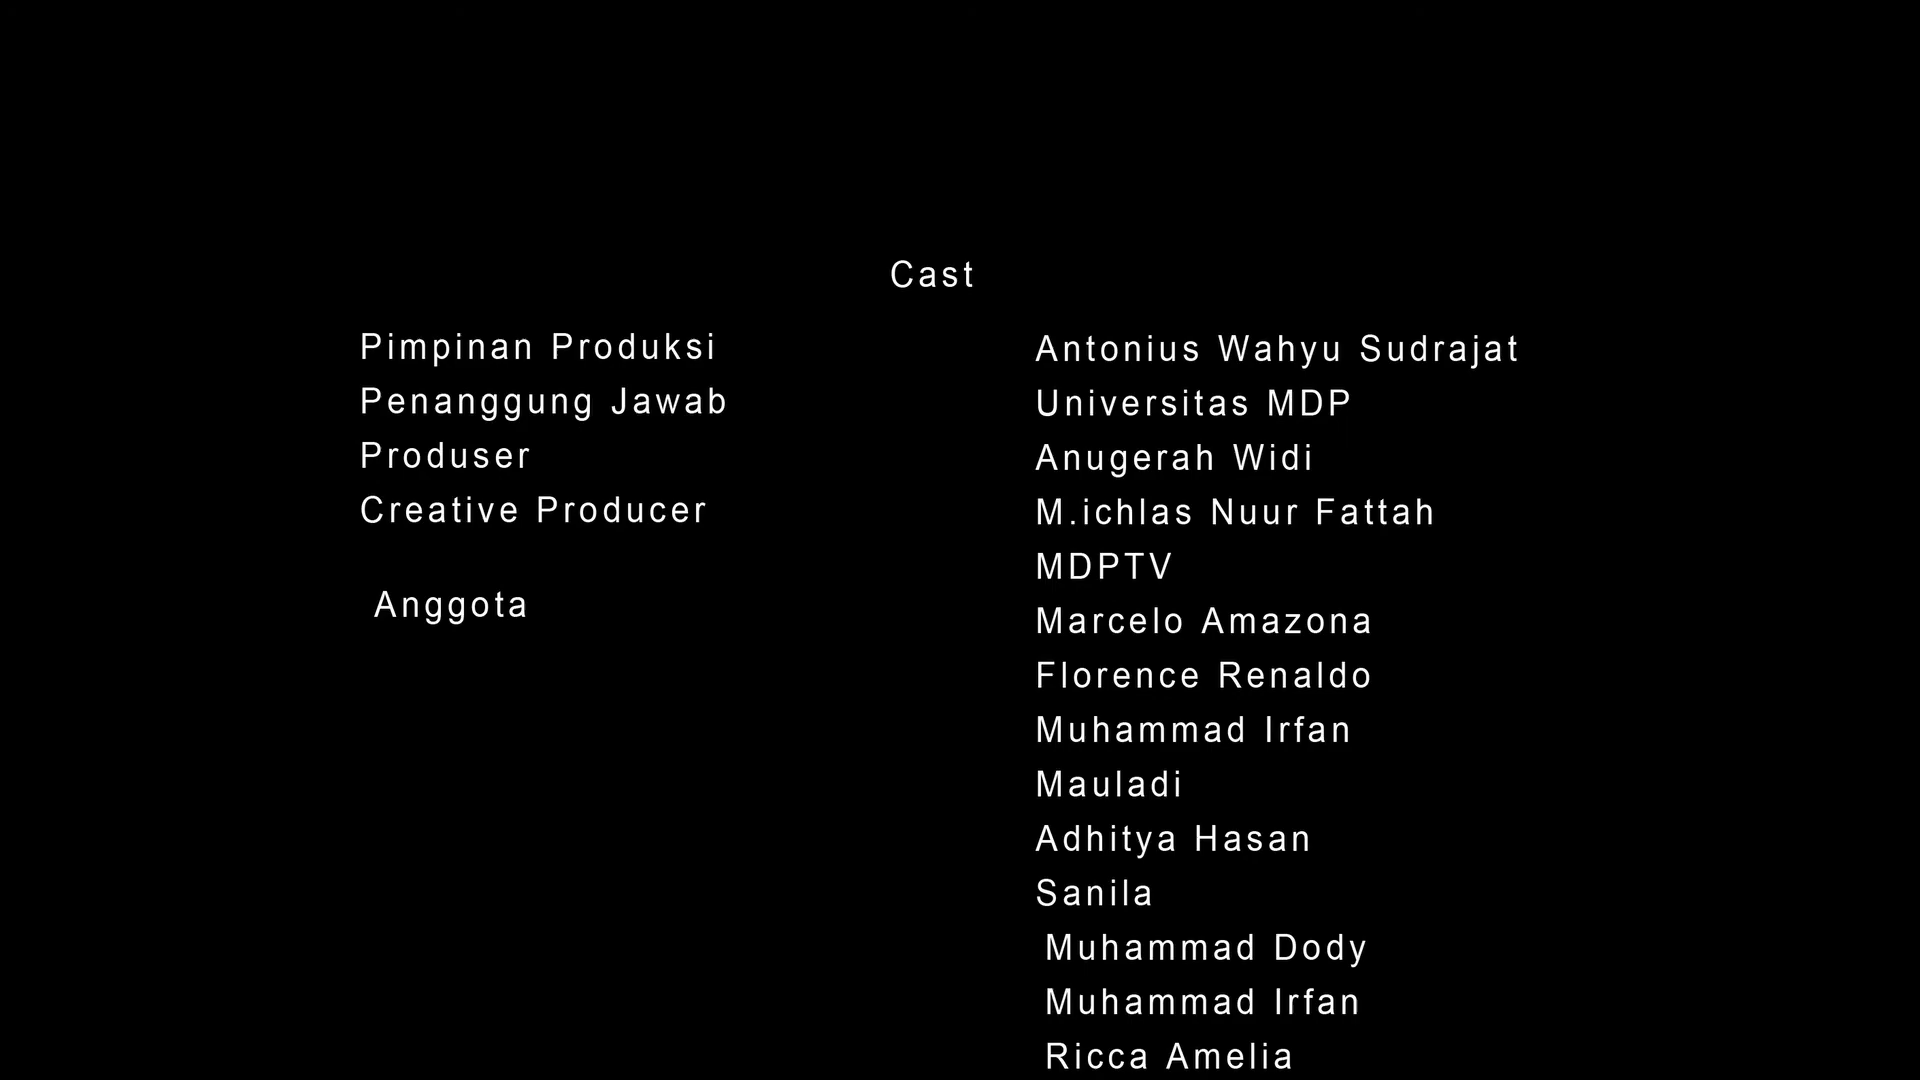 Cast
Pimpinan Produksi
Antonius Wahyu Sudrajat
Penanggung Jawab
Universitas MDP
Produser
Anugerah Widi
Creative Producer
M.ichlas Nuur Fattah
MDPTV
Anggota
Marcelo Amazona
Florence Renaldo
Muhammad Irfan
Mauladi
Adhitya Hasan
Sanila
Muhammad Dody
Muhammad Irfan
Ricca Amelia